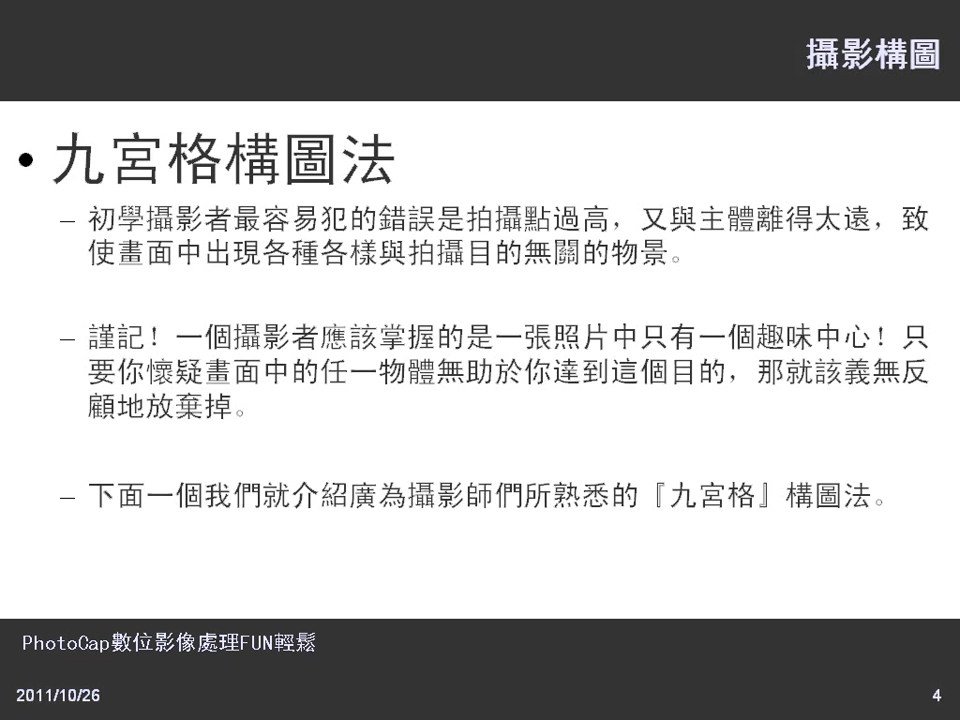 攝影構圖
• 九宮格構圖法
– 初學攝影者最容易犯的錯誤是拍攝點過高，又與主體離得太遠，致
使畫面中出現各種各樣與拍攝目的無關的物景。
– 謹記！一個攝影者應該掌握的是一張照片中只有一個趣味中心！只
要你懷疑畫面中的任一物體無助於你達到這個目的，那就該義無反
顧地放棄掉。
– 下面一個我們就介紹廣為攝影師們所熟悉的『九宮格』構圖法。
PhotoCap數位影像處理FUN輕鬆
2011/10/26
4